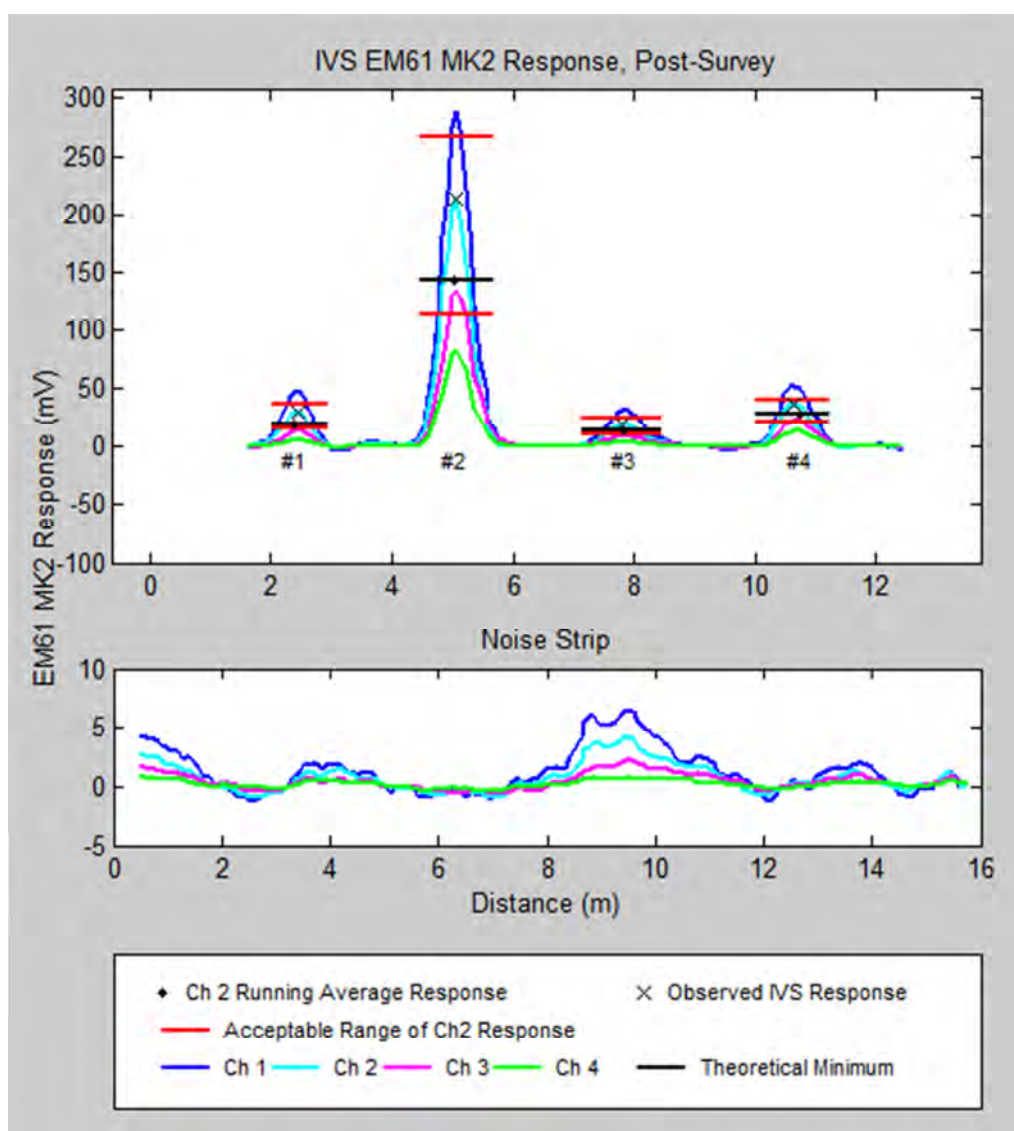 IVS EM61 MK2 Response, Post-Survey
300
250
200
150
100
50
0
-50
-100
#1
#2
#3
#4
0 2 4 6 8 10 12
EM61 MK2 Response (mV)
Noise Strip
10
5
0
-5
0 2 4 6 8 10 12 14 16
Distance (m)
Ch 2 Running Average Response
Observed IVS Response
Acceptable Range of Ch2 Response
Ch 1 Ch 2 Ch 3 Ch 4 Theoretical Minimum